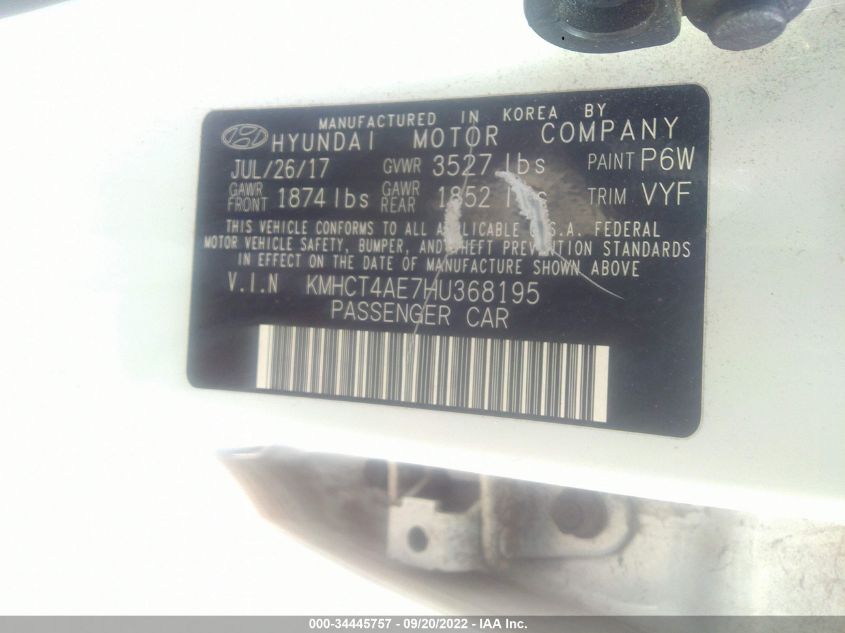 MANUFACTURED IN KOREA BY
HYUNDAI MOTOR COMPANY
JUL/26/17 GVWR 3527 lbs PAINT P6W
GAWR FRONT 1874 lbs GAWR REAR 1852 lbs TRIM VYF
THIS VEHICLE CONFORMS TO ALL APPLICABLE U.S.A. FEDERAL
MOTOR VEHICLE SAFETY, BUMPER, AND THEFT PREVENTION STANDARDS
IN EFFECT ON THE DATE OF MANUFACTURE SHOWN ABOVE
V.I.N KMHCT4AE7HU368195
PASSENGER CAR
000-34445757 - 09/20/2022 - IAA Inc.